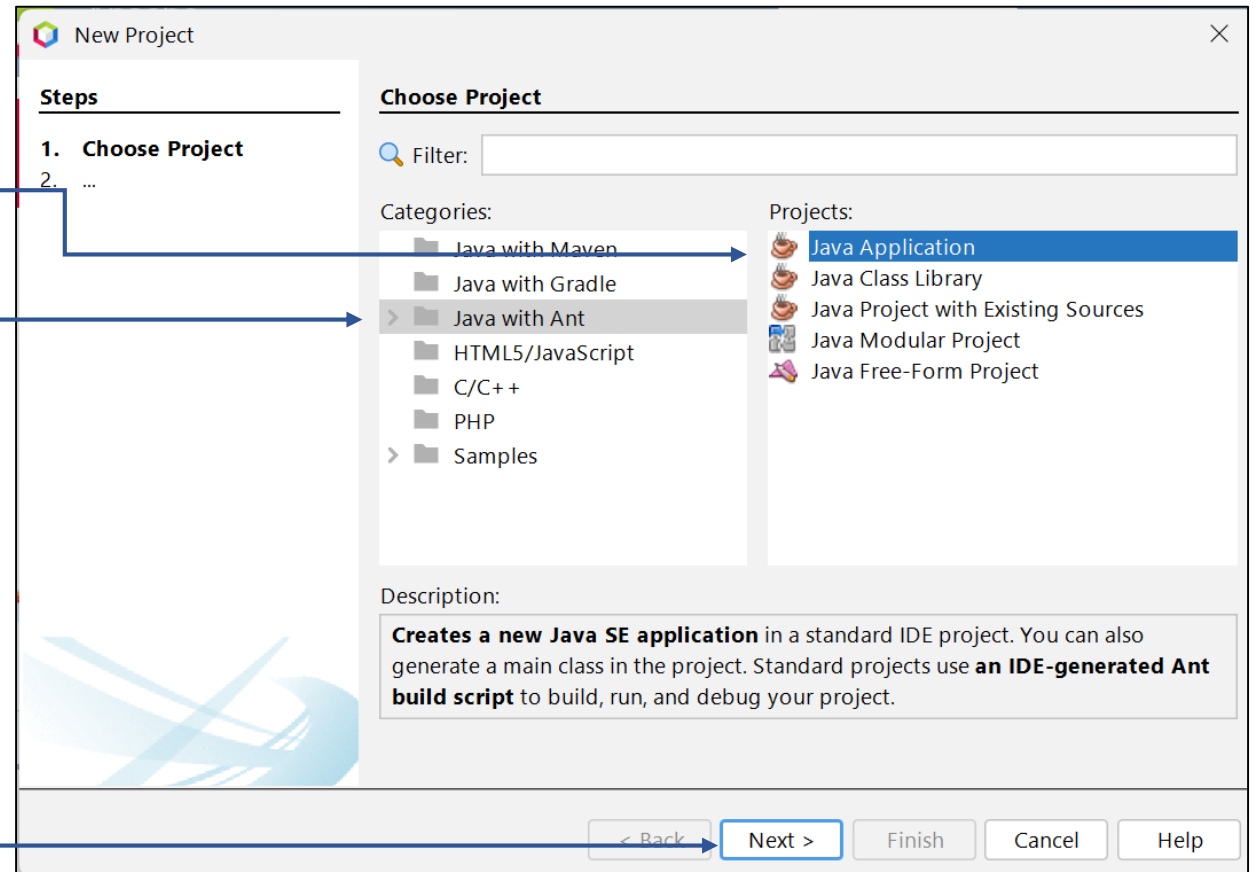 New Project
Steps
1. Choose Project
2. ...
Choose Project
Filter:
Categories:
Java with Maven
Java with Gradle
Java with Ant
HTML5/JavaScript
C/C++
PHP
Samples
Projects:
Java Application
Java Class Library
Java Project with Existing Sources
Java Modular Project
Java Free-Form Project
Description:
Creates a new Java SE application in a standard IDE project. You can also
generate a main class in the project. Standard projects use an IDE-generated Ant
build script to build, run, and debug your project.
< Back
Next >
Finish
Cancel
Help